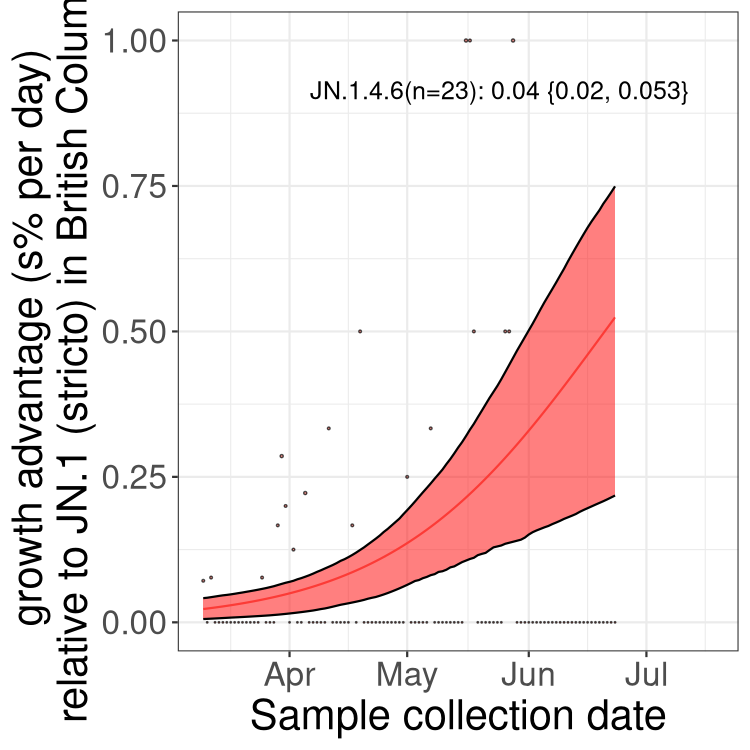 growth advantage (s% per day)
relative to JN.1 (stricto) in British Colum
1.00
0.75
0.50
0.25
0.00
JN.1.4.6(n=23): 0.04 {0.02, 0.053}
Apr May Jun Jul
Sample collection date